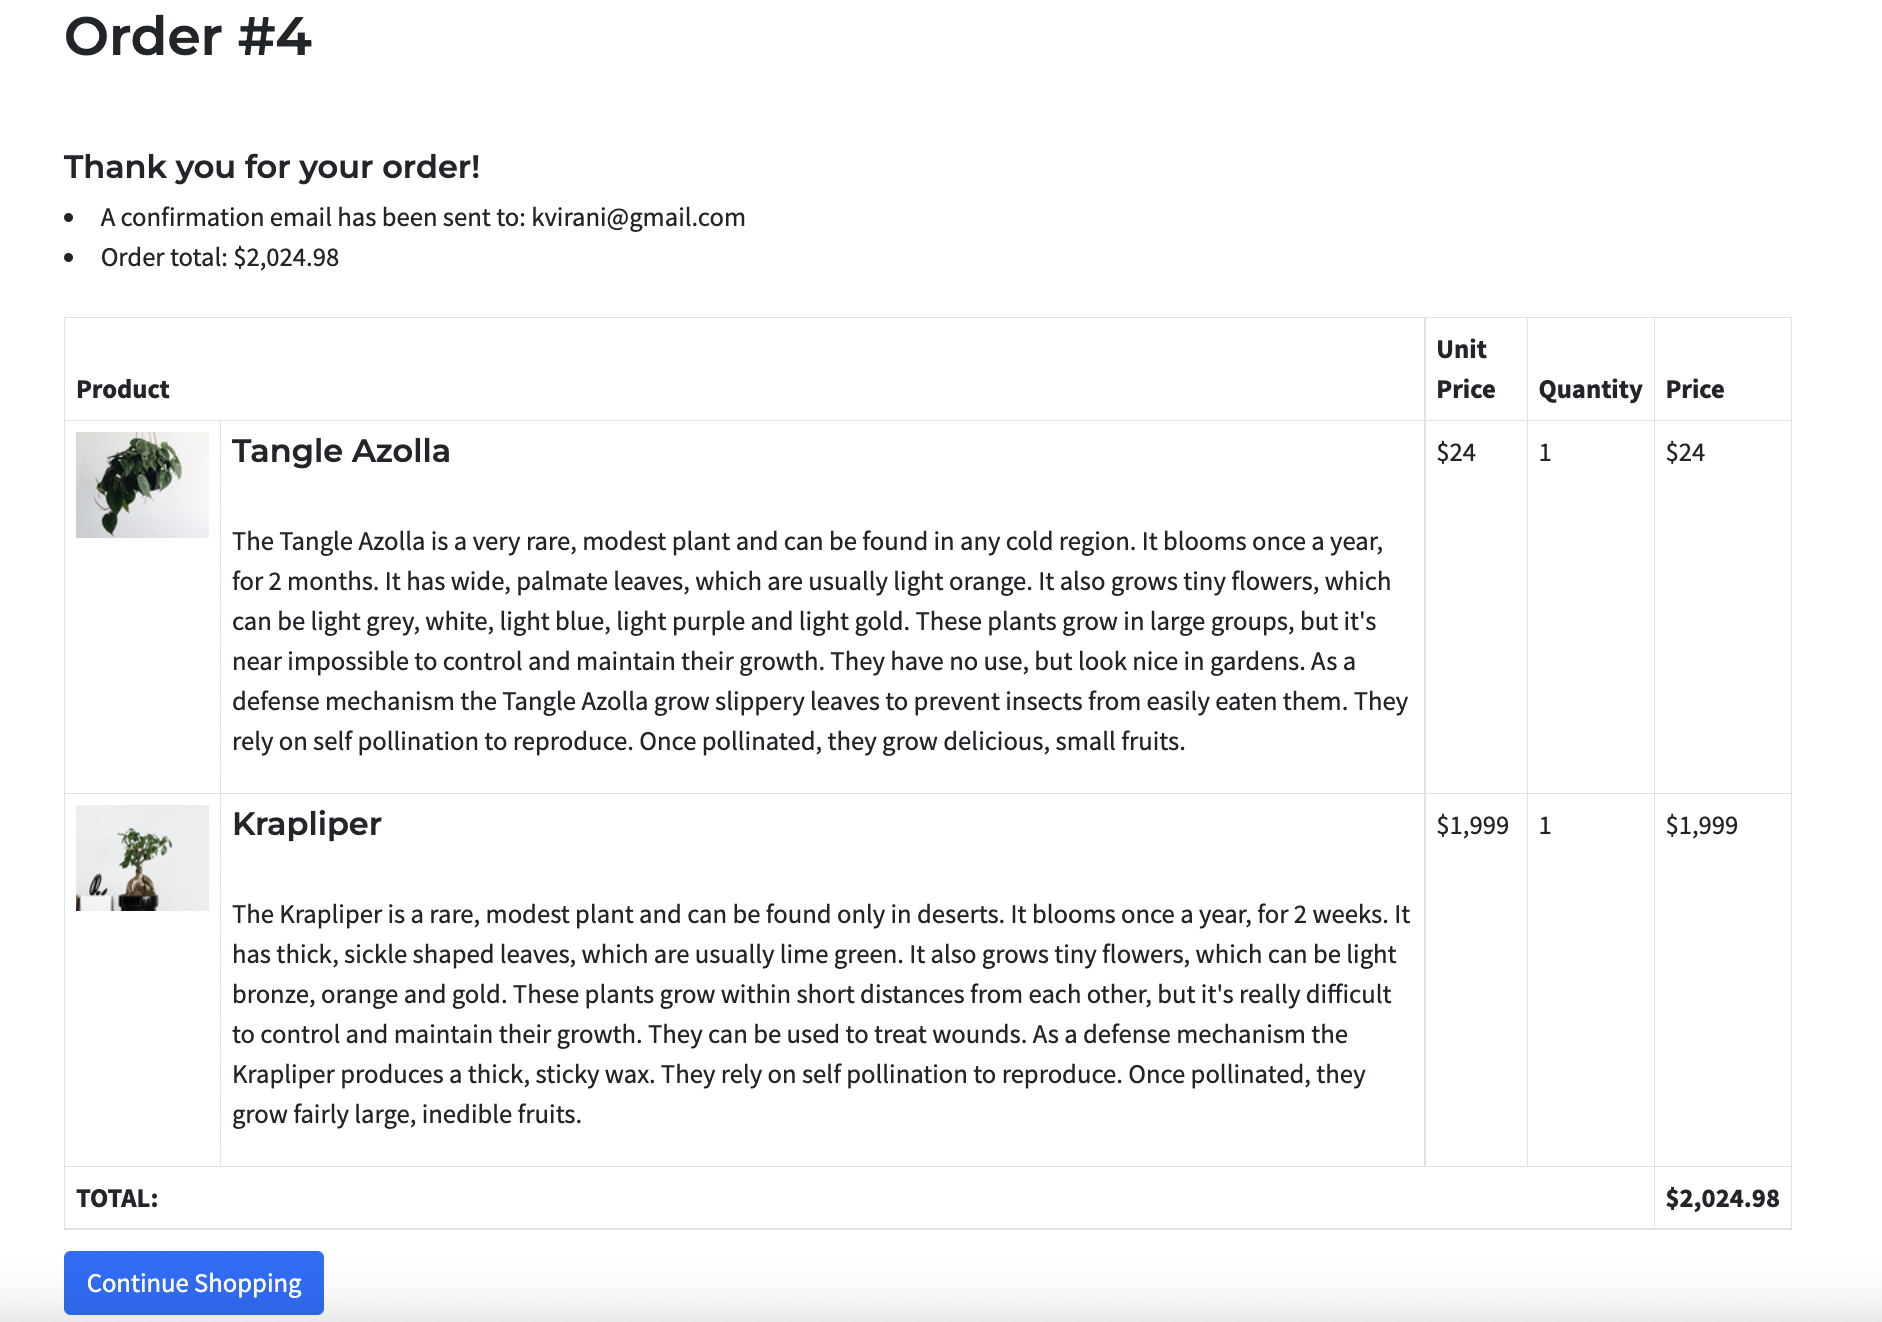 Order #4
Thank you for your order!
• A confirmation email has been sent to: kvirani@gmail.com
• Order total: $2,024.98
Product Unit Price Quantity Price
Tangle Azolla $24 1 $24
The Tangle Azolla is a very rare, modest plant and can be found in any cold region. It blooms once a year,
for 2 months. It has wide, palmate leaves, which are usually light orange. It also grows tiny flowers, which
can be light grey, white, light blue, light purple and light gold. These plants grow in large groups, but it's
near impossible to control and maintain their growth. They have no use, but look nice in gardens. As a
defense mechanism the Tangle Azolla grow slippery leaves to prevent insects from easily eaten them. They
rely on self pollination to reproduce. Once pollinated, they grow delicious, small fruits.
Krapliper $1,999 1 $1,999
The Krapliper is a rare, modest plant and can be found only in deserts. It blooms once a year, for 2 weeks. It
has thick, sickle shaped leaves, which are usually lime green. It also grows tiny flowers, which can be light
bronze, orange and gold. These plants grow within short distances from each other, but it's really difficult
to control and maintain their growth. They can be used to treat wounds. As a defense mechanism the
Krapliper produces a thick, sticky wax. They rely on self pollination to reproduce. Once pollinated, they
grow fairly large, inedible fruits.
TOTAL: $2,024.98
Continue Shopping